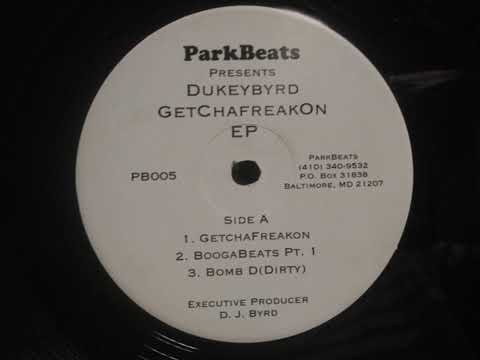 ParkBeats
Presents
Dukeybyrd
GetChafreakOn
EP
PB005
ParkBeats
(410) 340-9532
P.O. Box 31838
Baltimore, MD 21207
Side A
1. GetchaFreakon
2. BoogaBeats Pt. 1
3. Bomb D(Dirty)
Executive Producer
D. J. Byrd